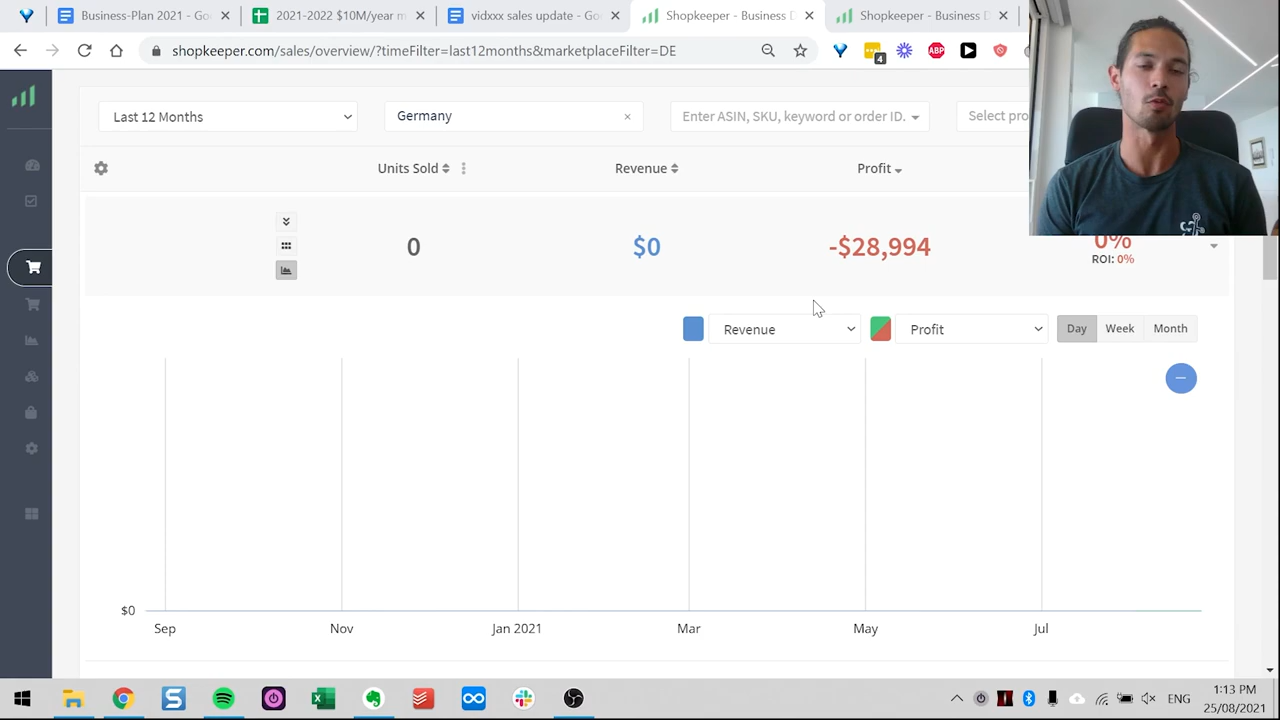 Business-Plan 2021 - Goo
2021-2022 $10M/year m
vidxxx sales update - Go
Shopkeeper - Business D
Shopkeeper - Business D
shopkeeper.com/sales/overview/?timeFilter=last12months&marketplaceFilter=DE
4
ABP
Last 12 Months
Germany
Enter ASIN, SKU, keyword or order ID.
Select pro
Units Sold
Revenue
Profit
0
$0
-$28,994
0%
ROI: 0%
Revenue
Profit
Day
Week
Month
$0
Sep
Nov
Jan 2021
Mar
May
Jul
ENG
1:13 PM
25/08/2021